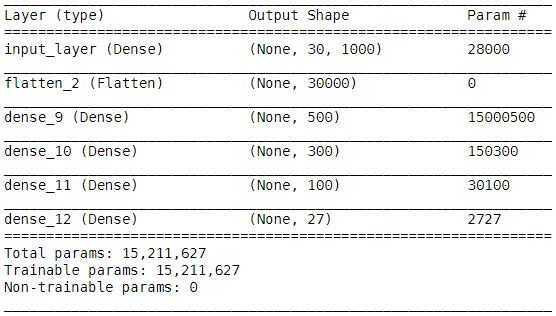 Layer (type) Output Shape Param #
input_layer (Dense) (None, 30, 1000) 28000
flatten_2 (Flatten) (None, 30000) 0
dense_9 (Dense) (None, 500) 15000500
dense_10 (Dense) (None, 300) 150300
dense_11 (Dense) (None, 100) 30100
dense_12 (Dense) (None, 27) 2727
Total params: 15,211,627
Trainable params: 15,211,627
Non-trainable params: 0